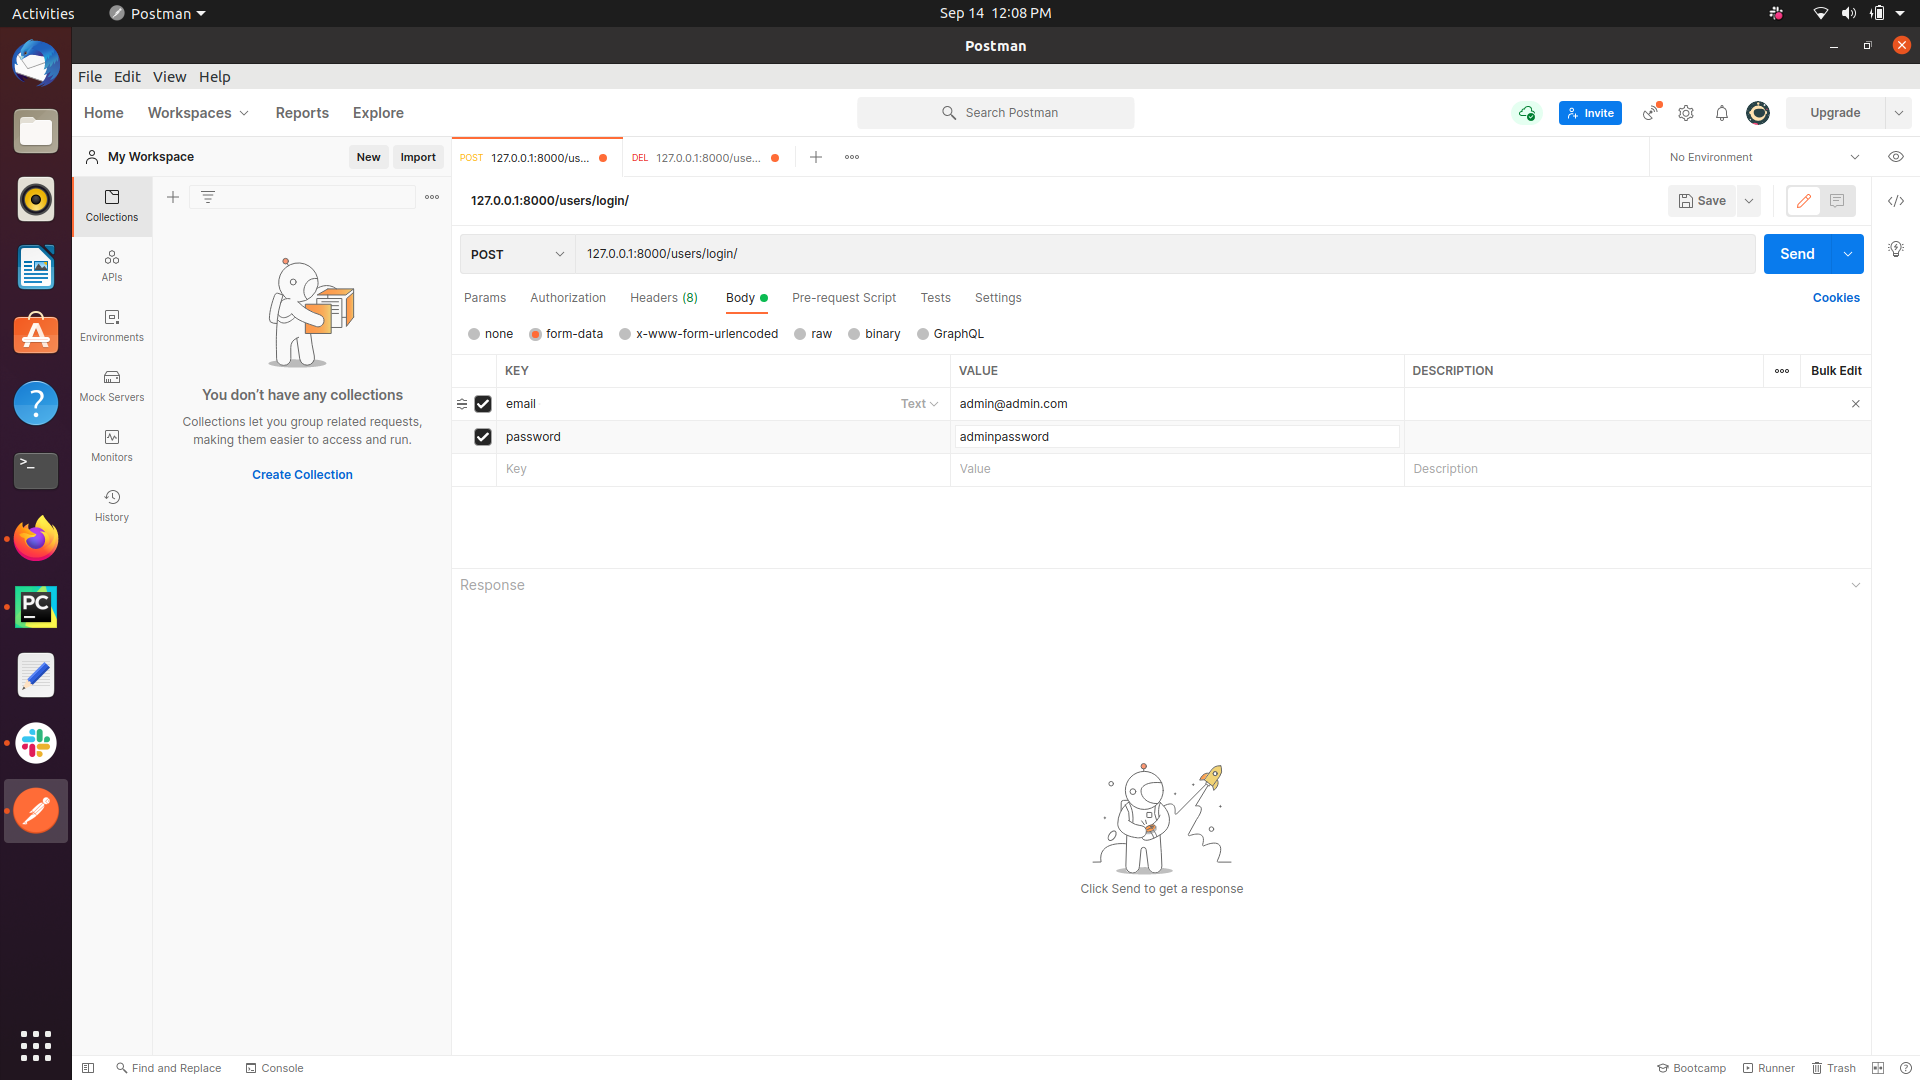 Activities Postman Sep 14 12:08 PM
Postman
File Edit View Help
Home Workspaces Reports Explore Search Postman Invite Upgrade
My Workspace New Import POST 127.0.0.1:8000/us... DEL 127.0.0.1:8000/use... No Environment
127.0.0.1:8000/users/login/ Save
Collections
POST 127.0.0.1:8000/users/login/ Send
APIs
Params Authorization Headers (8) Body Pre-request Script Tests Settings Cookies
Environments
none form-data x-www-form-urlencoded raw binary GraphQL
KEY VALUE DESCRIPTION Bulk Edit
Mock Servers
You don't have any collections
email Text admin@admin.com
Collections let you group related requests,
making them easier to access and run.
password adminpassword
Monitors
Create Collection
Key Value Description
History
Response
PC
Click Send to get a response
Find and Replace Console Bootcamp Runner Trash